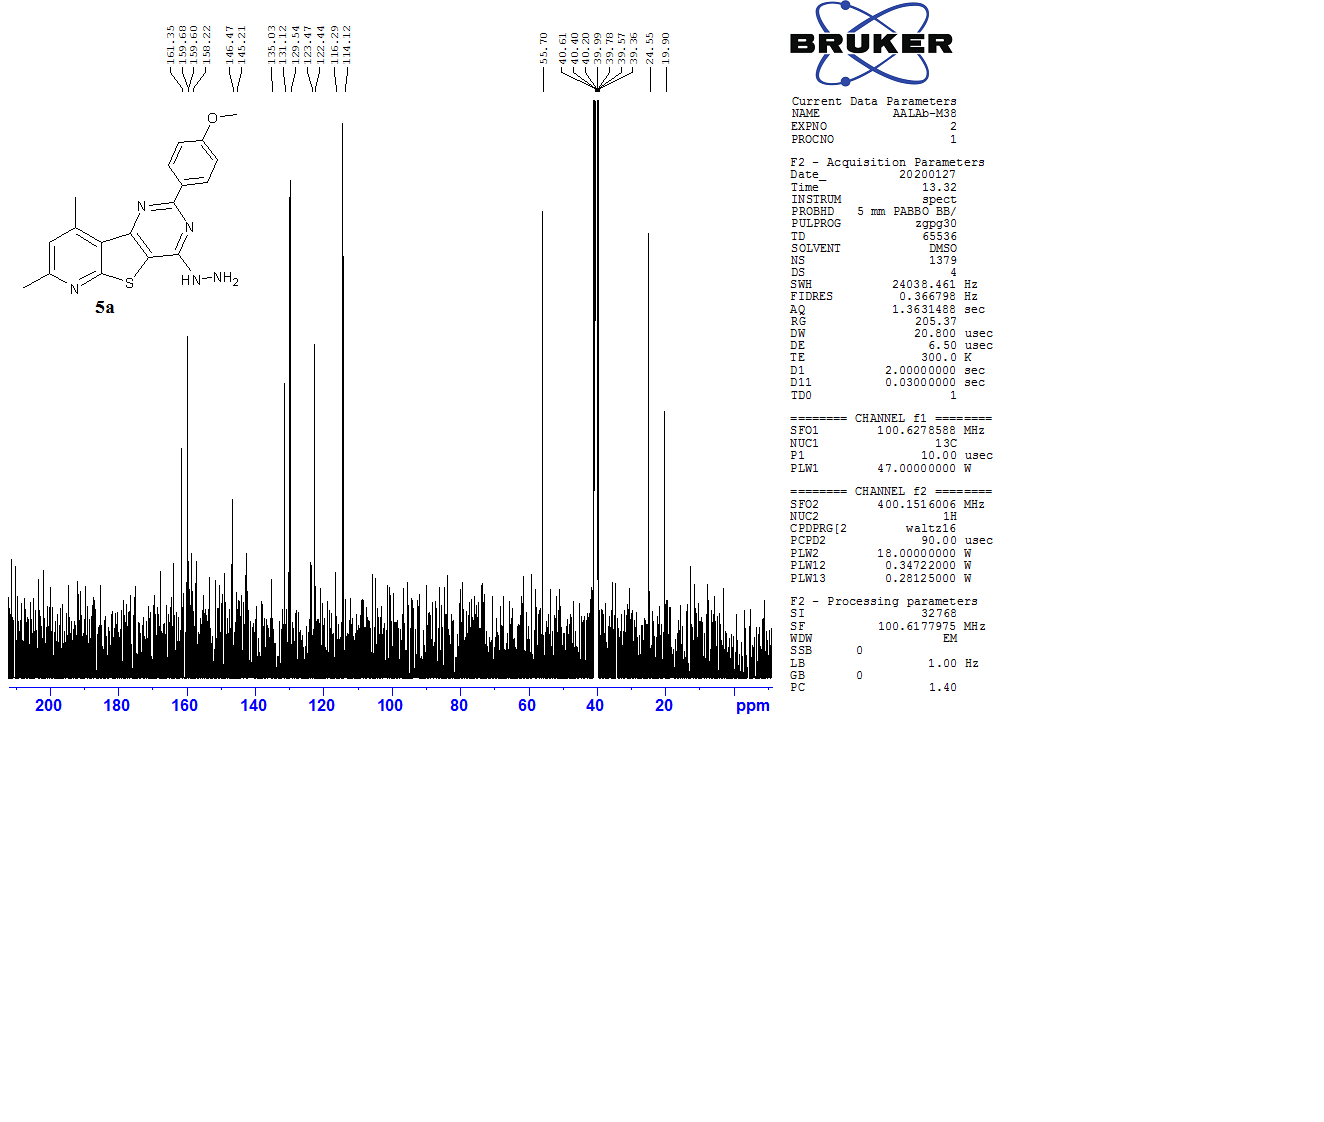 161.35
159.68
159.60
158.22
146.47
145.21
135.03
131.12
129.54
123.47
122.44
116.29
114.12
55.70
40.61
40.40
40.20
39.99
39.78
39.57
39.36
24.55
19.90
BRUKER
O
N
N
HN NH2
N
S
5a
Current Data Parameters
NAME AALAb-M38
EXPNO 2
PROCNO 1
F2 - Acquisition Parameters
Date_ 20200127
Time 13.32
INSTRUM spect
PROBHD 5 mm PABBO BB/
PULPROG zgpg30
TD 65536
SOLVENT DMSO
NS 1379
DS 4
SWH 24038.461 Hz
FIDRES 0.366798 Hz
AQ 1.3631488 sec
RG 205.37
DW 20.800 usec
DE 6.50 usec
TE 300.0 K
D1 2.00000000 sec
D11 0.03000000 sec
TD0 1
======== CHANNEL f1 ========
SFO1 100.6278588 MHz
NUC1 13C
P1 10.00 usec
PLW1 47.00000000 W
======== CHANNEL f2 ========
SFO2 400.1516006 MHz
NUC2 1H
CPDPRG[2 waltz16
PCPD2 90.00 usec
PLW2 18.00000000 W
PLW12 0.34722000 W
PLW13 0.28125000 W
F2 - Processing parameters
SI 32768
SF 100.6177975 MHz
WDW EM
SSB 0
LB 1.00 Hz
GB 0
PC 1.40
200 180 160 140 120 100 80 60 40 20 ppm